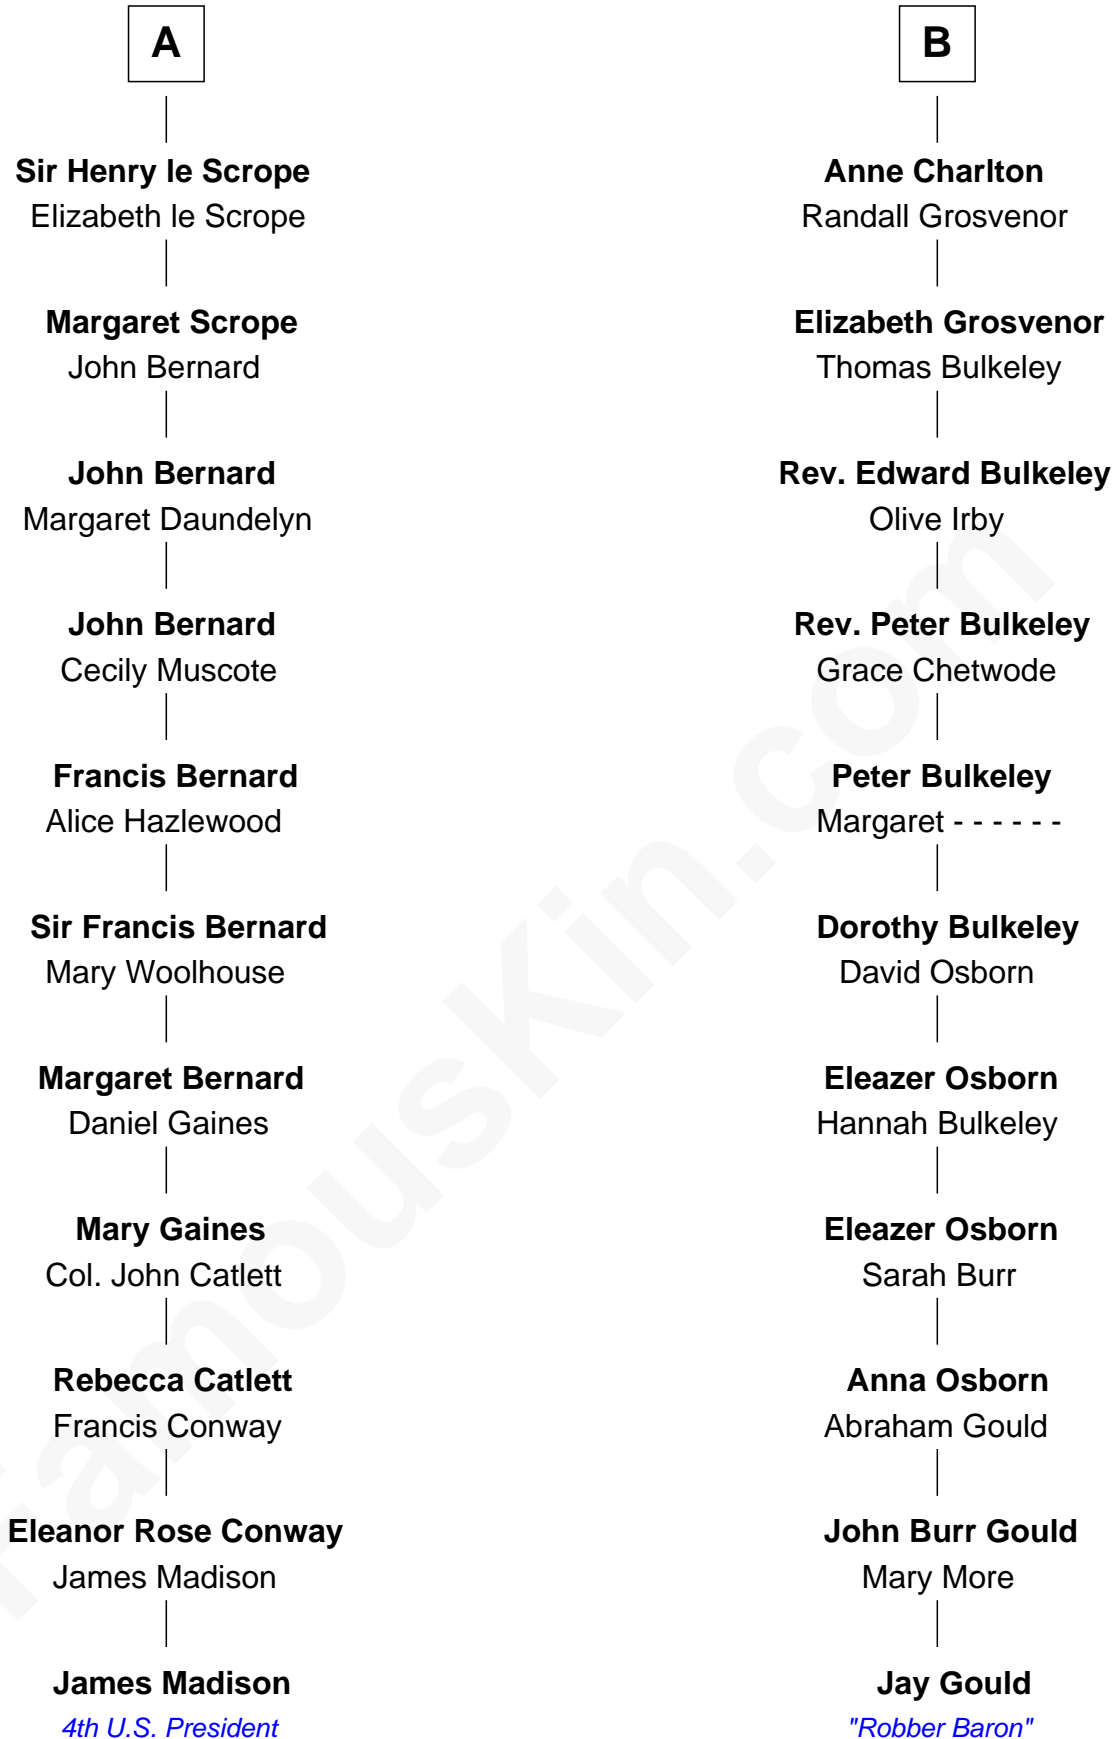 A
Sir Henry le Scrope
Elizabeth le Scrope
Margaret Scrope
John Bernard
John Bernard
Margaret Daundelyn
John Bernard
Cecily Muscote
Francis Bernard
Alice Hazlewood
Sir Francis Bernard
Mary Woolhouse
Margaret Bernard
Daniel Gaines
Mary Gaines
Col. John Catlett
Rebecca Catlett
Francis Conway
Eleanor Rose Conway
James Madison
James Madison
4th U.S. President
B
Anne Charlton
Randall Grosvenor
Elizabeth Grosvenor
Thomas Bulkeley
Rev. Edward Bulkeley
Olive Irby
Rev. Peter Bulkeley
Grace Chetwode
Peter Bulkeley
Margaret - - - - - -
Dorothy Bulkeley
David Osborn
Eleazer Osborn
Hannah Bulkeley
Eleazer Osborn
Sarah Burr
Anna Osborn
Abraham Gould
John Burr Gould
Mary More
Jay Gould
"Robber Baron"
FamousKin.com